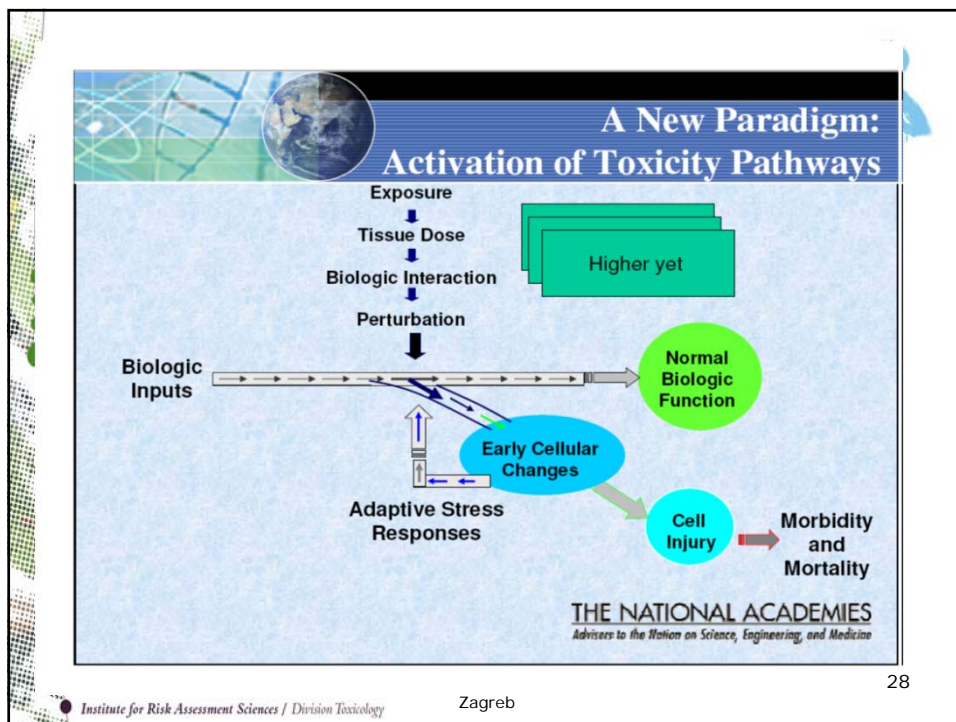 A New Paradigm:
Activation of Toxicity Pathways
Exposure
Tissue Dose
Biologic Interaction
Perturbation
Higher yet
Biologic
Inputs
Normal
Biologic
Function
Early Cellular
Changes
Adaptive Stress
Responses
Cell
Injury
Morbidity
and
Mortality
THE NATIONAL ACADEMIES
Advisers to the Nation on Science, Engineering, and Medicine
28
Institute for Risk Assessment Sciences / Division Toxicology
Zagreb